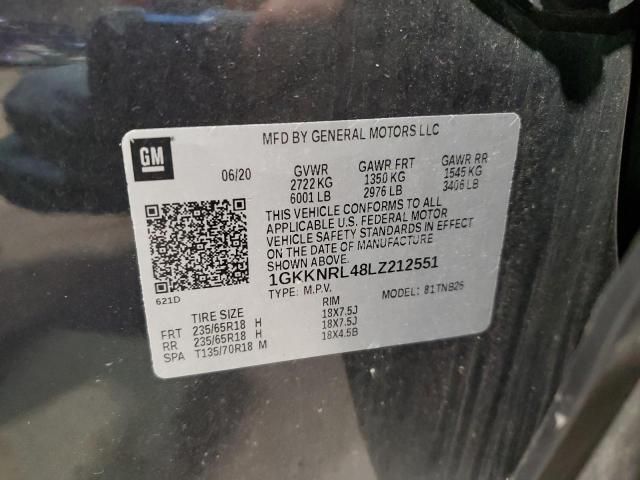 MFD BY GENERAL MOTORS LLC
GM
06/20 GVWR GAWR FRT GAWR RR
2722 KG 1350 KG 1545 KG
6001 LB 2976 LB 3406 LB
THIS VEHICLE CONFORMS TO ALL
APPLICABLE U.S. FEDERAL MOTOR
VEHICLE SAFETY STANDARDS IN EFFECT
ON THE DATE OF MANUFACTURE
SHOWN ABOVE.
1GKKNRL48LZ212551
621D
TYPE: M.P.V. MODEL: 81TNB26
TIRE SIZE RIM
FRT 235/65R18 H 18X7.5J
RR 235/65R18 H 18X7.5J
SPA T135/70R18 M 18X4.5B